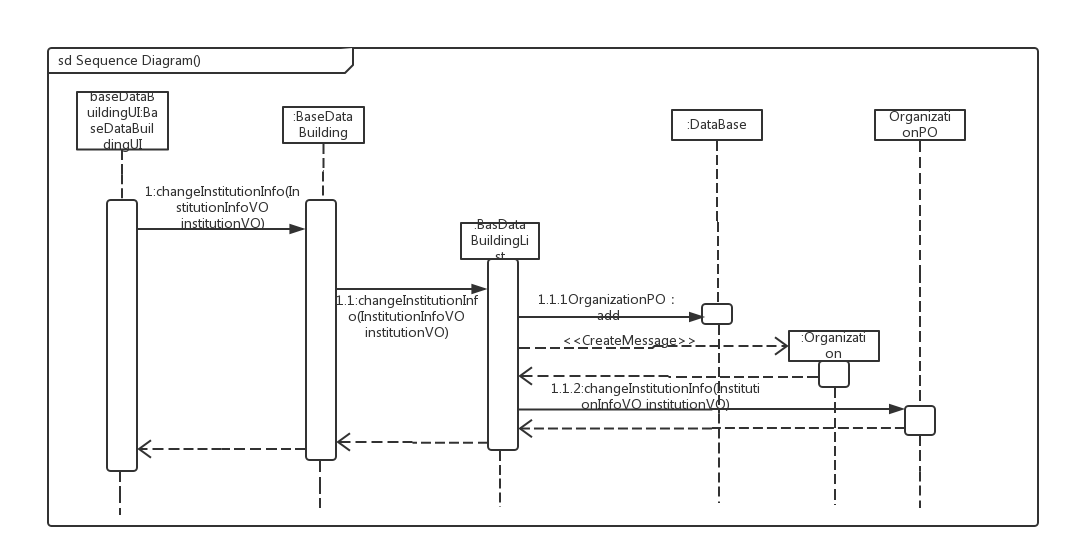 sd Sequence Diagram()
baseDataB
uildingUI:Ba
seDataBuil
dingUI
:BaseData
Building
:DataBase
Organizati
onPO
1:changeInstitutionInfo(In
stitutionInfoVO
institutionVO)
:BasData
BuildingLi
st
1.1:changeInstitutionInf
o(InstitutionInfoVO
institutionVO)
1.1.1OrganizationPO：
add
<<CreateMessage>>
:Organizati
on
1.1.2:changeInstitutionInfo(Instituti
onInfoVO institutionVO)